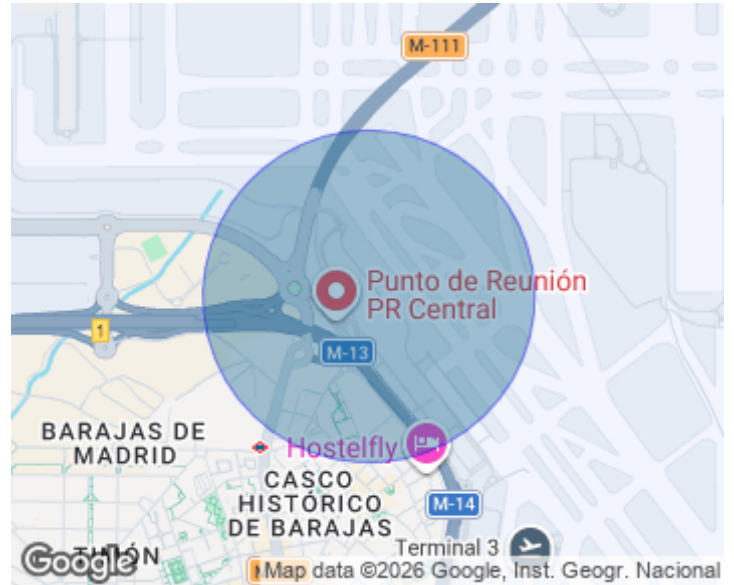 M-111
Punto de Reunión
PR Central
1
M-13
BARAJAS DE
MADRID
Hostelfly
CASCO
HISTÓRICO
DE BARAJAS
M-14
Terminal 3
Google
Map data ©2026 Google, Inst. Geogr. Nacional